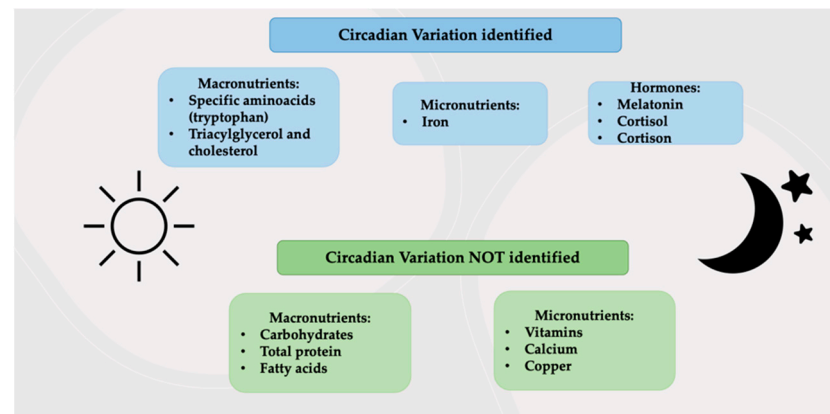 Circadian Variation identified
Macronutrients:
• Specific aminoacids
(tryptophan)
• Triacylglycerol and
cholesterol
Micronutrients:
• Iron
Hormones:
• Melatonin
• Cortisol
• Cortison
Circadian Variation NOT identified
Macronutrients:
• Carbohydrates
• Total protein
• Fatty acids
Micronutrients:
• Vitamins
• Calcium
• Copper